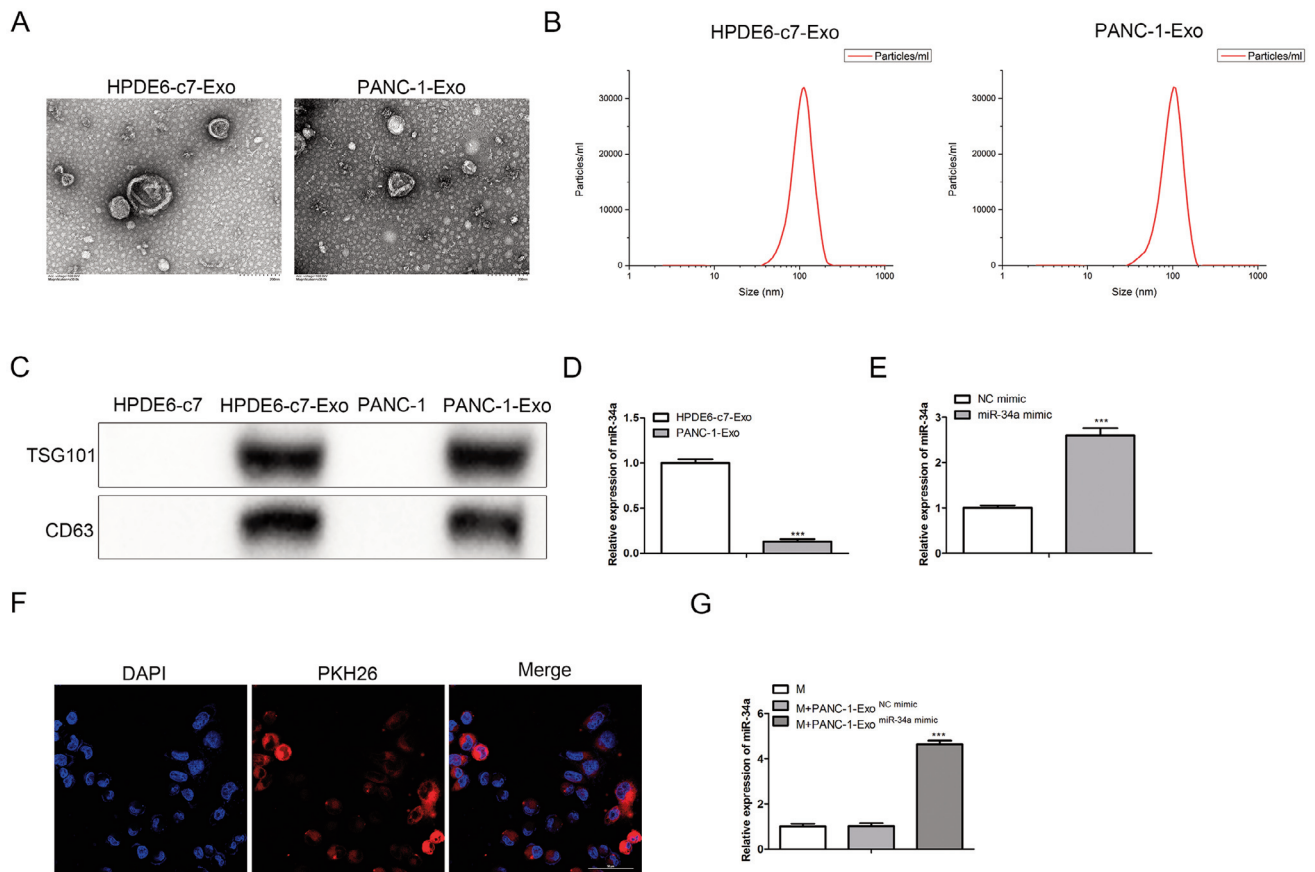 A
HPDE6-c7-Exo
PANC-1-Exo
200nm
200nm
B
HPDE6-c7-Exo
Particles/ml
Particles/ml
30000
20000
10000
0
1
10
100
1000
Size (nm)
PANC-1-Exo
Particles/ml
Particles/ml
30000
20000
10000
0
1
10
100
1000
Size (nm)
C
HPDE6-c7
HPDE6-c7-Exo
PANC-1
PANC-1-Exo
TSG101
CD63
D
Relative expression of miR-34a
1.5
1.0
0.5
0.0
HPDE6-c7-Exo
PANC-1-Exo
***
E
Relative expression of miR-34a
3
2
1
0
NC mimic
miR-34a mimic
***
F
DAPI
PKH26
Merge
G
Relative expression of miR-34a
6
4
2
0
M
M+PANC-1-Exo NC mimic
M+PANC-1-Exo miR-34a mimic
***